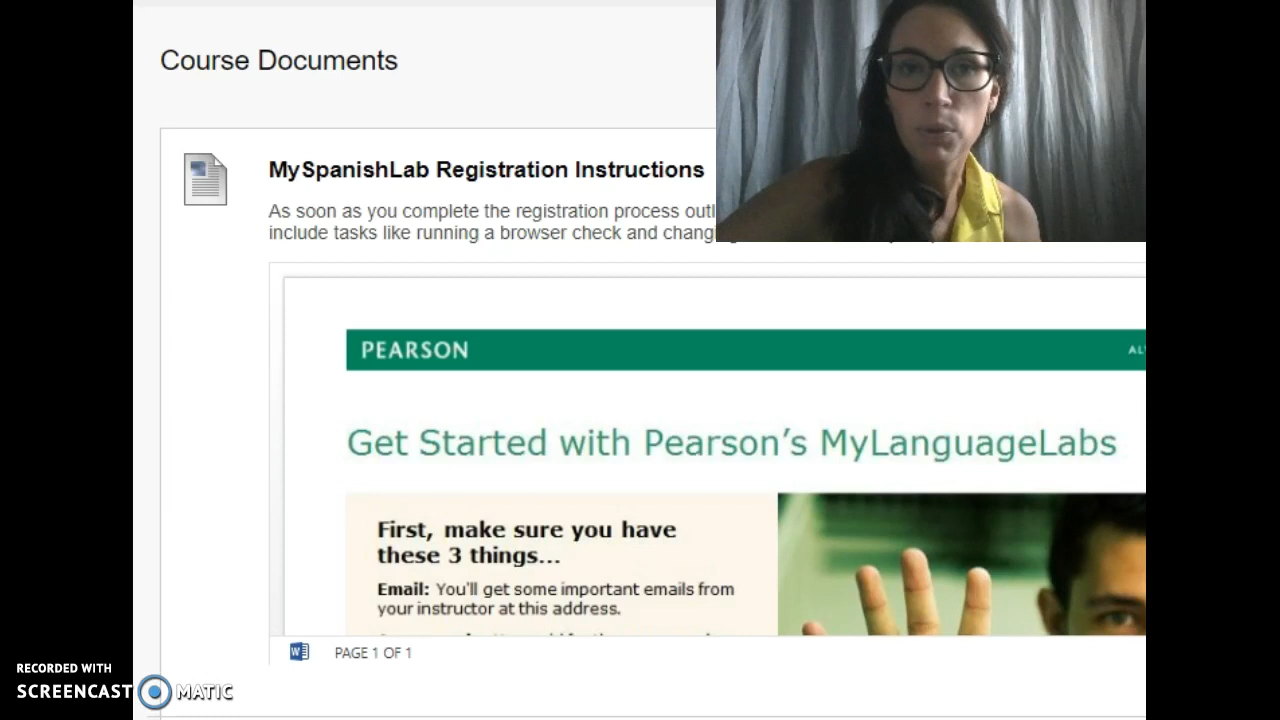 Course Documents
MySpanishLab Registration Instructions
As soon as you complete the registration process
include tasks like running a browser check and
PEARSON
Get Started with Pearson's MyLanguageLabs
First, make sure you have
these 3 things...
Email: You'll get some important emails from
your instructor at this address.
PAGE 1 OF 1
RECORDED WITH
SCREENCAST MATIC